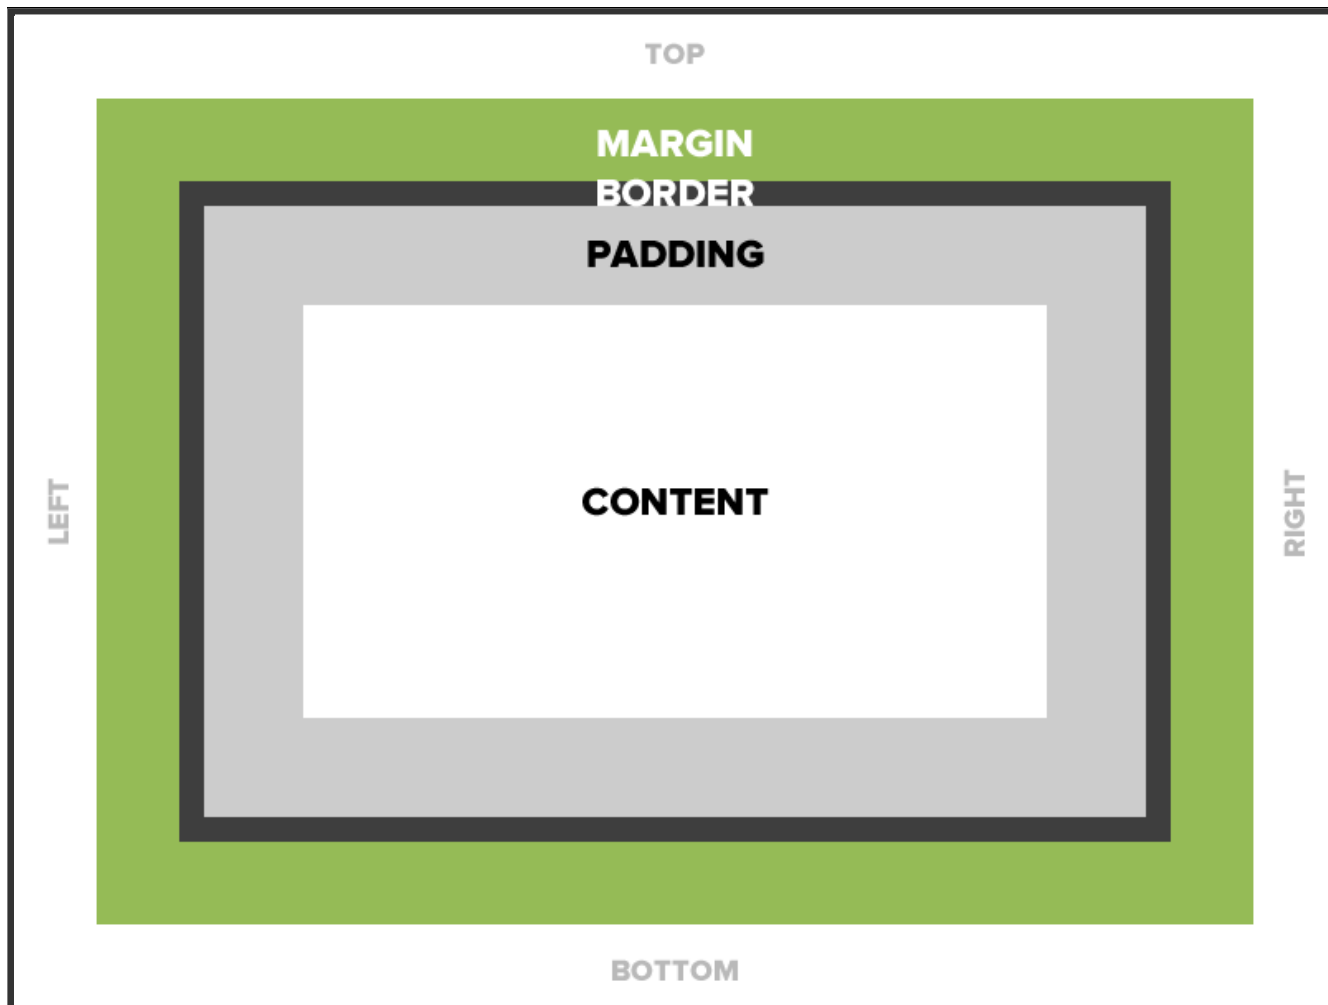 TOP
MARGIN
BORDER
PADDING
LEFT
CONTENT
RIGHT
BOTTOM